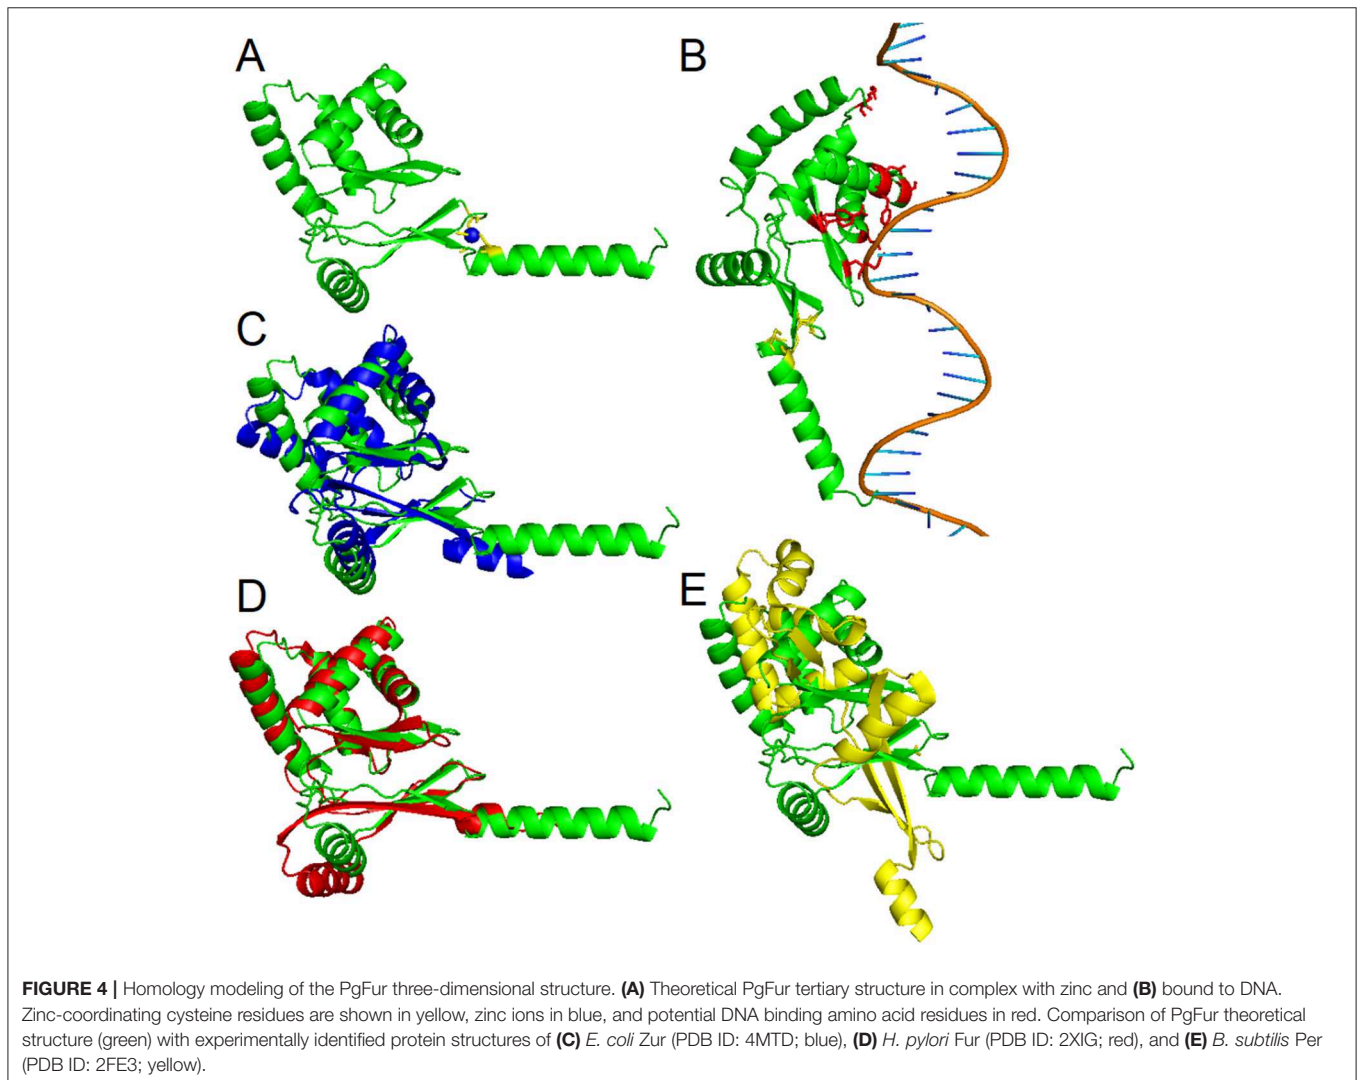 A
B
C
D
E
FIGURE 4 | Homology modeling of the PgFur three-dimensional structure. (A) Theoretical PgFur tertiary structure in complex with zinc and (B) bound to DNA.
Zinc-coordinating cysteine residues are shown in yellow, zinc ions in blue, and potential DNA binding amino acid residues in red. Comparison of PgFur theoretical
structure (green) with experimentally identified protein structures of (C) E. coli Zur (PDB ID: 4MTD; blue), (D) H. pylori Fur (PDB ID: 2XIG; red), and (E) B. subtilis Per
(PDB ID: 2FE3; yellow).